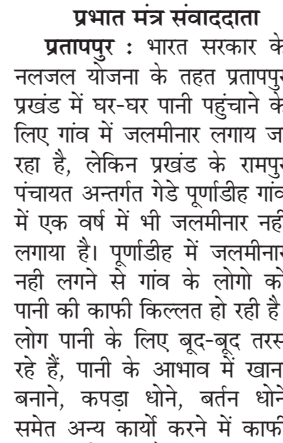 प्रभात मंत्र संवाददाता
प्रतापपुर : भारत सरकार के
नलजल योजना के तहत प्रतापपुर
प्रखंड में घर-घर पानी पहुंचाने के
लिए गांव में जलमीनार लगाय जा
रहा है, लेकिन प्रखंड के रामपुर
पंचायत अन्तर्गत गेडे पूर्णाडीह गांव
में एक वर्ष में भी जलमीनार नही
लगाया है। पूर्णाडीह में जलमीनार
नही लगने से गांव के लोगो को
पानी की काफी किल्लत हो रही है
लोग पानी के लिए बूद-बूद तरस
रहे हैं, पानी के आभाव में खाना
बनाने, कपड़ा धोने, बर्तन धोने
समेत अन्य कार्यो करने में काफी